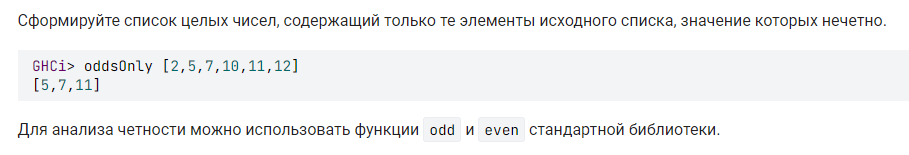 Сформируйте список целых чисел, содержащий только те элементы исходного списка, значение которых нечетно.
GHCi> oddsOnly [2,5,7,10,11,12]
[5,7,11]
Для анализа четности можно использовать функции odd и even стандартной библиотеки.